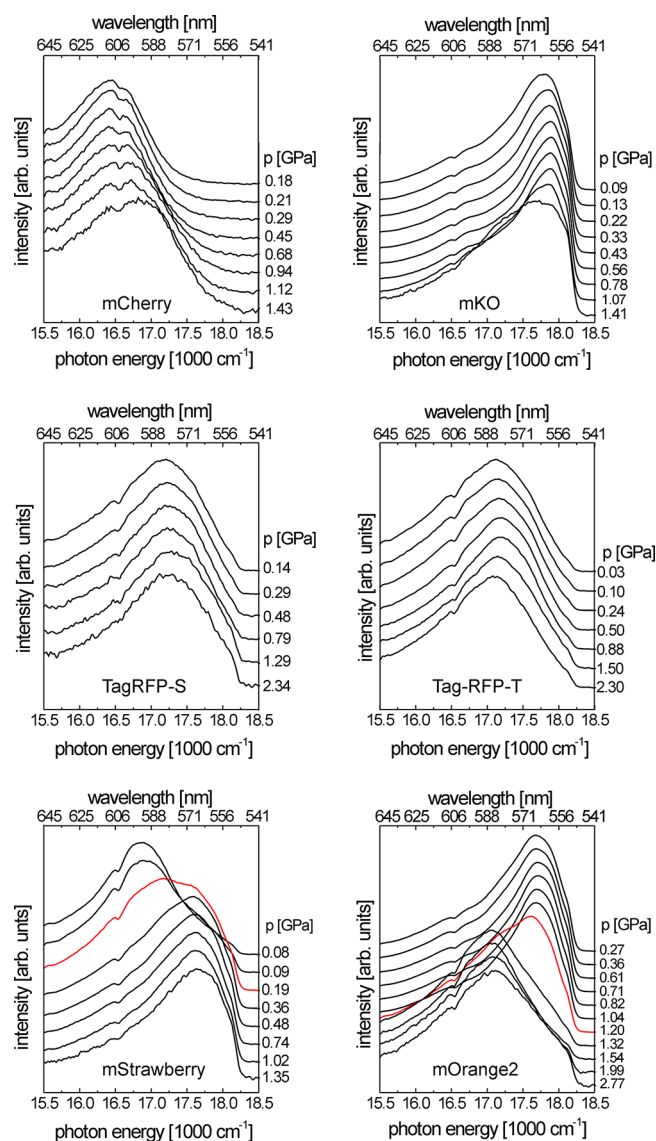 wavelength [nm]
645 625 606 588 571 556 541
intensity [arb. units]
p [GPa]
0.18
0.21
0.29
0.45
0.68
0.94
1.12
1.43
mCherry
15.5 16.0 16.5 17.0 17.5 18.0 18.5
photon energy [1000 cm⁻¹]
wavelength [nm]
645 625 606 588 571 556 541
intensity [arb. units]
p [GPa]
0.09
0.13
0.22
0.33
0.43
0.56
0.78
1.07
1.41
mKO
15.5 16.0 16.5 17.0 17.5 18.0 18.5
photon energy [1000 cm⁻¹]
wavelength [nm]
645 625 606 588 571 556 541
intensity [arb. units]
p [GPa]
0.14
0.29
0.48
0.79
1.29
2.34
TagRFP-S
15.5 16.0 16.5 17.0 17.5 18.0 18.5
photon energy [1000 cm⁻¹]
wavelength [nm]
645 625 606 588 571 556 541
intensity [arb. units]
p [GPa]
0.03
0.10
0.24
0.50
0.88
1.50
2.30
Tag-RFP-T
15.5 16.0 16.5 17.0 17.5 18.0 18.5
photon energy [1000 cm⁻¹]
wavelength [nm]
645 625 606 588 571 556 541
intensity [arb. units]
p [GPa]
0.08
0.09
0.19
0.36
0.48
0.74
1.02
1.35
mStrawberry
15.5 16.0 16.5 17.0 17.5 18.0 18.5
photon energy [1000 cm⁻¹]
wavelength [nm]
645 625 606 588 571 556 541
intensity [arb. units]
p [GPa]
0.27
0.36
0.61
0.71
0.82
1.04
1.20
1.32
1.54
1.99
2.77
mOrange2
15.5 16.0 16.5 17.0 17.5 18.0 18.5
photon energy [1000 cm⁻¹]